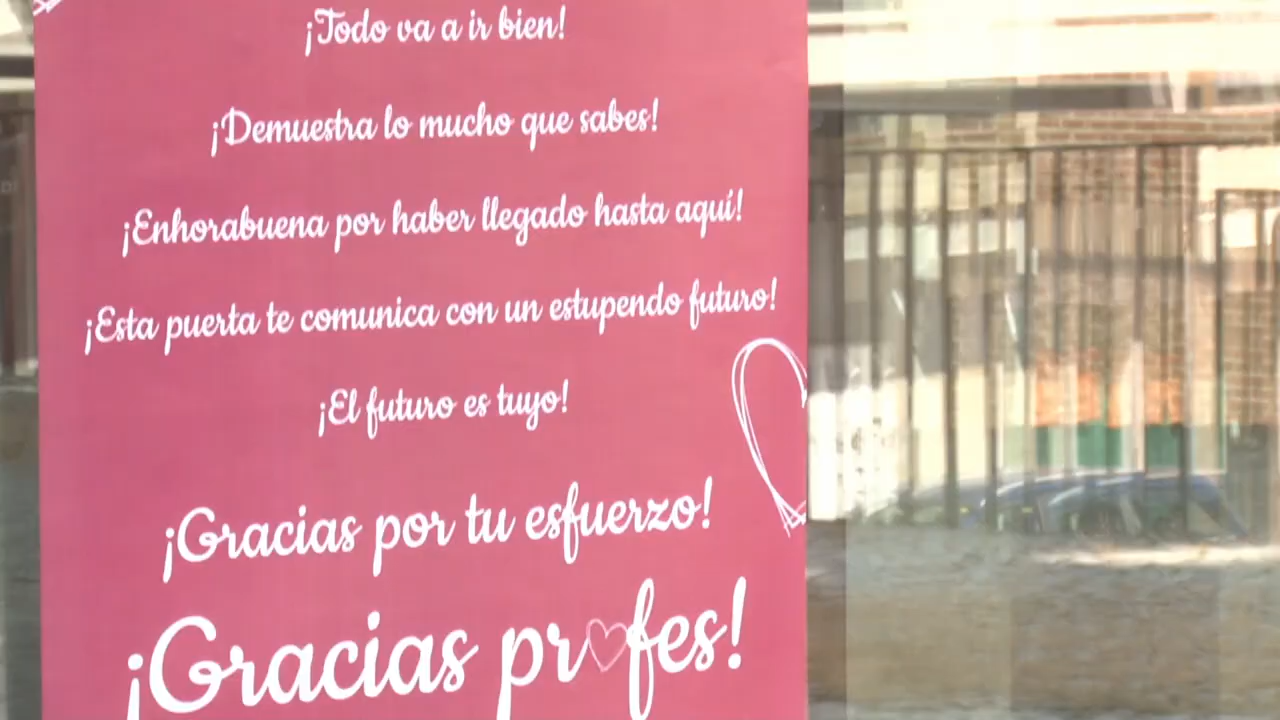 ¡Todo va a ir bien!
¡Demuestra lo mucho que sabes!
¡Enhorabuena por haber llegado hasta aquí!
¡Esta puerta te comunica con un estupendo futuro!
¡El futuro es tuyo!
¡Gracias por tu esfuerzo!
¡Gracias profes!